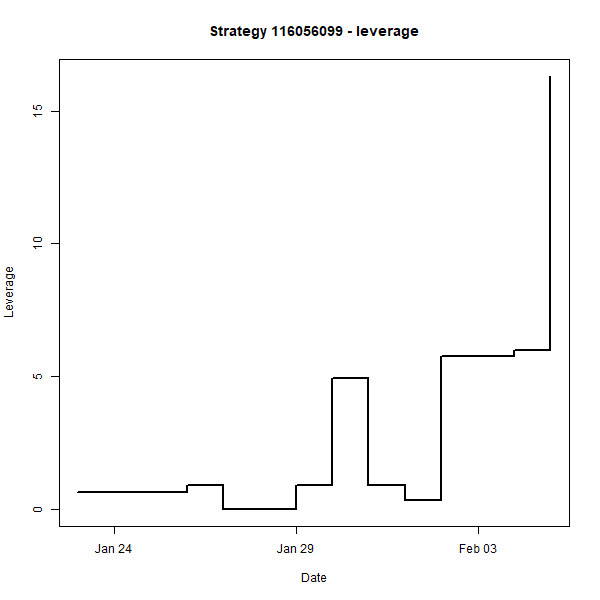 Strategy 116056099 - leverage
Leverage
15
10
5
0
Jan 24
Jan 29
Feb 03
Date